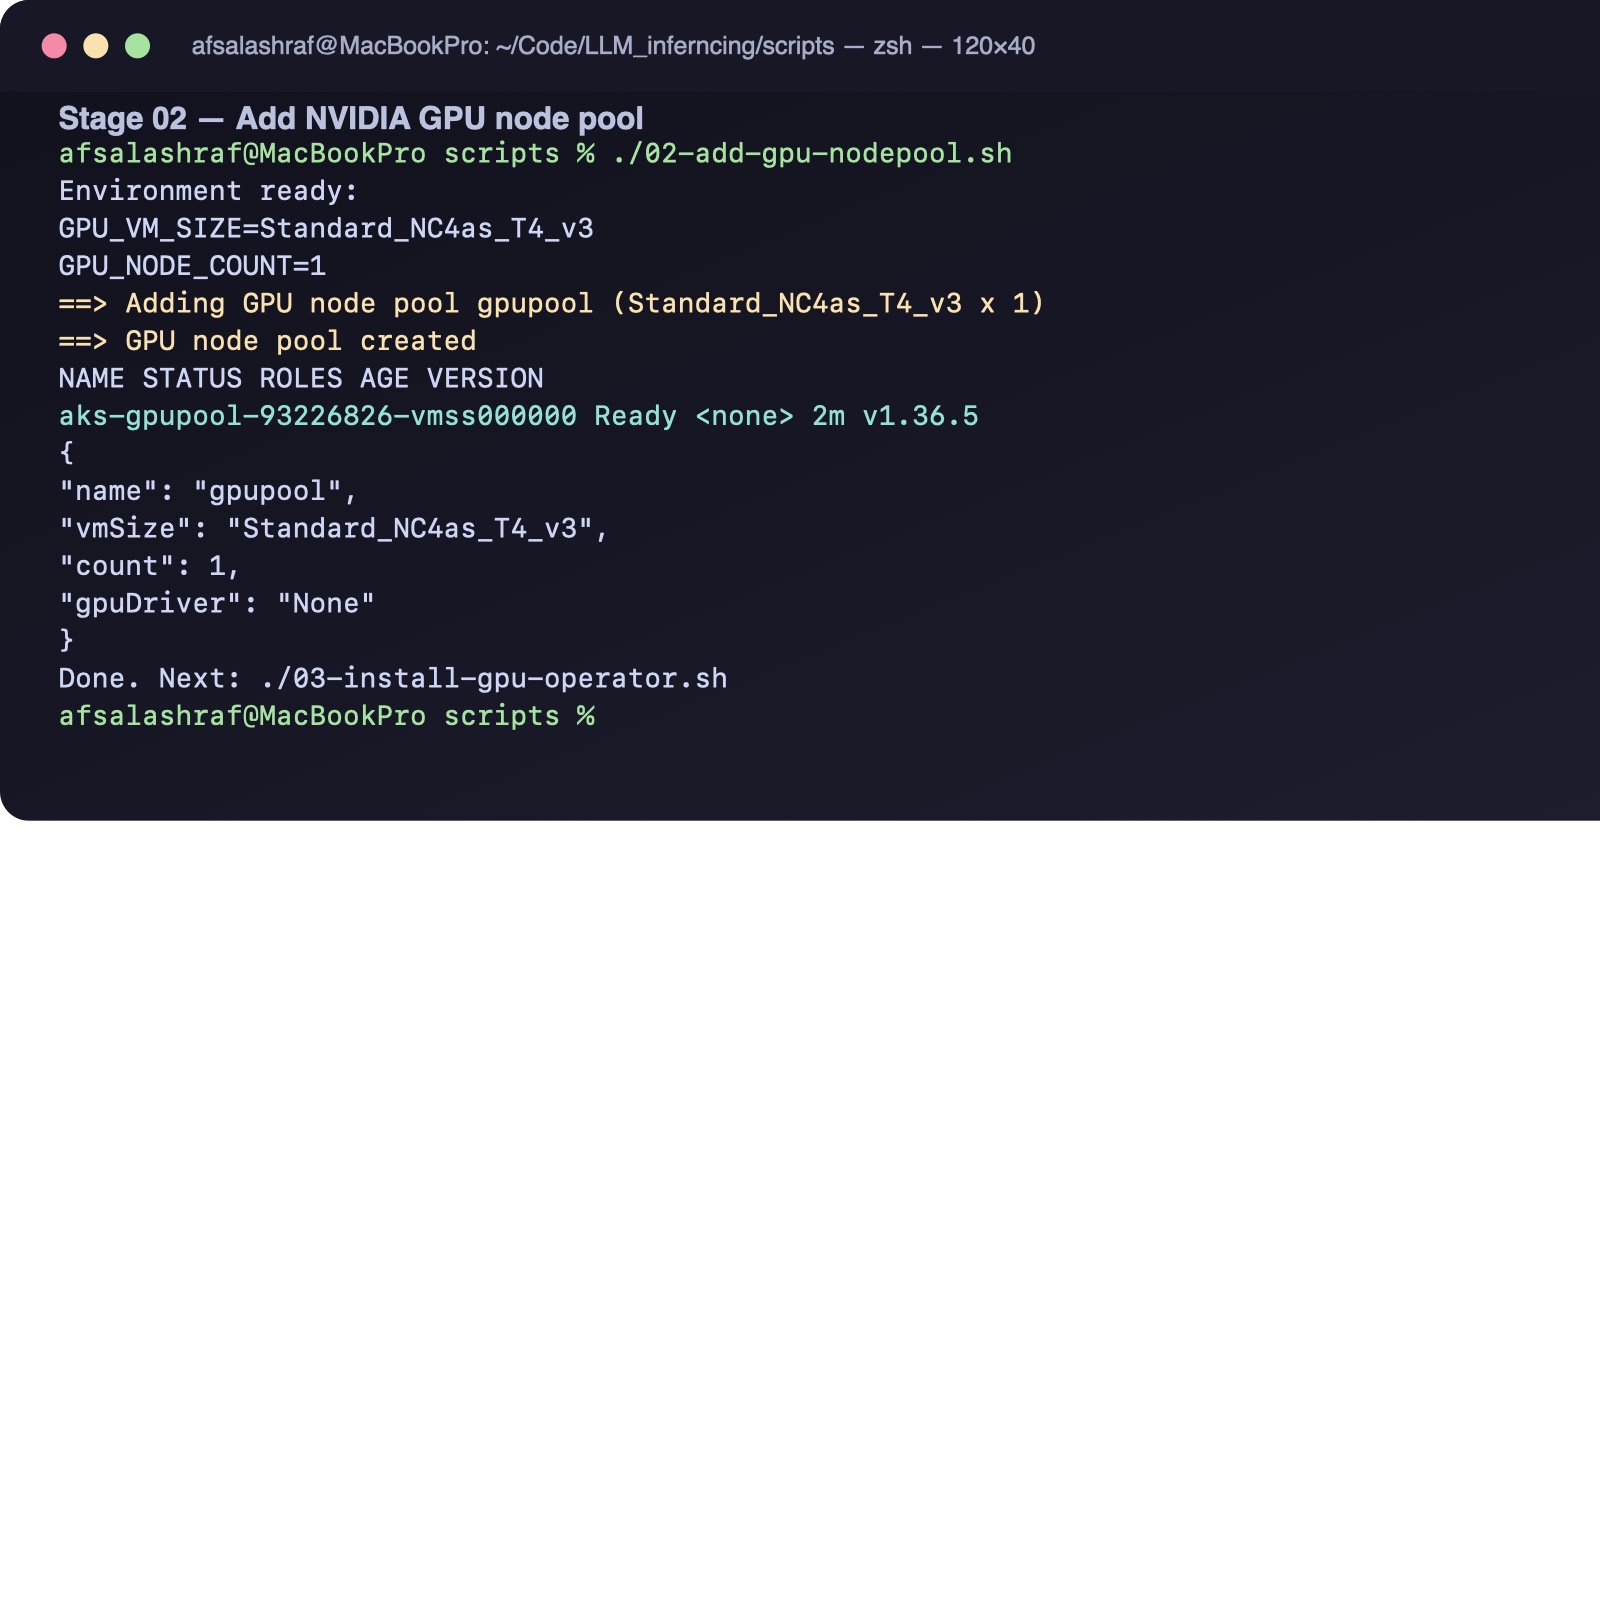 afsalashraf@MacBookPro: ~/Code/LLM_inferncing/scripts — zsh — 120×40
Stage 02 — Add NVIDIA GPU node pool
afsalashraf@MacBookPro scripts % ./02-add-gpu-nodepool.sh
Environment ready:
GPU_VM_SIZE=Standard_NC4as_T4_v3
GPU_NODE_COUNT=1
==> Adding GPU node pool gpupool (Standard_NC4as_T4_v3 x 1)
==> GPU node pool created
NAME STATUS ROLES AGE VERSION
aks-gpupool-93226826-vmss000000 Ready <none> 2m v1.36.5
{
"name": "gpupool",
"vmSize": "Standard_NC4as_T4_v3",
"count": 1,
"gpuDriver": "None"
}
Done. Next: ./03-install-gpu-operator.sh
afsalashraf@MacBookPro scripts %